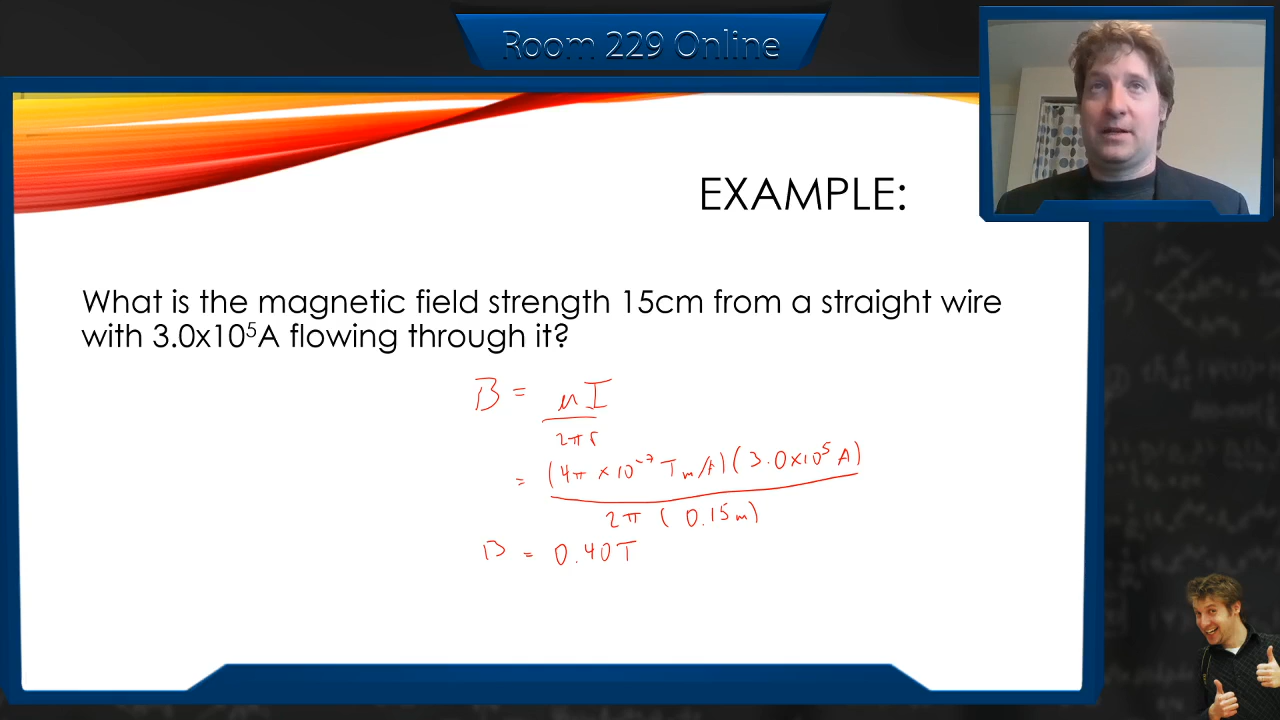 Room 229 Online
EXAMPLE:
What is the magnetic field strength 15cm from a straight wire
with 3.0x10⁵A flowing through it?
B = μI
2πr
= (4π × 10⁻⁷ Tm/A)(3.0×10⁵ A)
2π (0.15m)
B = 0.40T